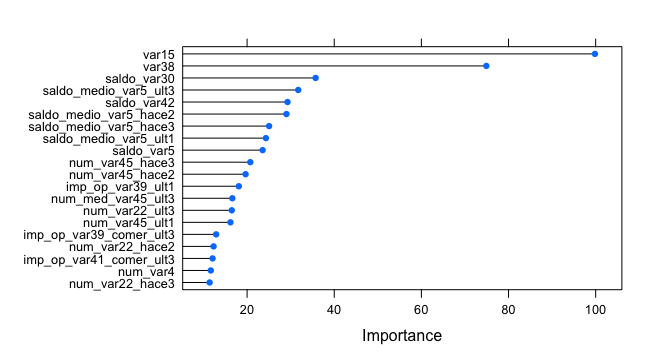 var15
var38
saldo_var30
saldo_medio_var5_ult3
saldo_var42
saldo_medio_var5_hace2
saldo_medio_var5_hace3
saldo_medio_var5_ult1
saldo_var5
num_var45_hace3
num_var45_hace2
imp_op_var39_ult1
num_med_var45_ult3
num_var22_ult3
num_var45_ult1
imp_op_var39_comer_ult3
num_var22_hace2
imp_op_var41_comer_ult3
num_var4
num_var22_hace3
20 40 60 80 100
Importance